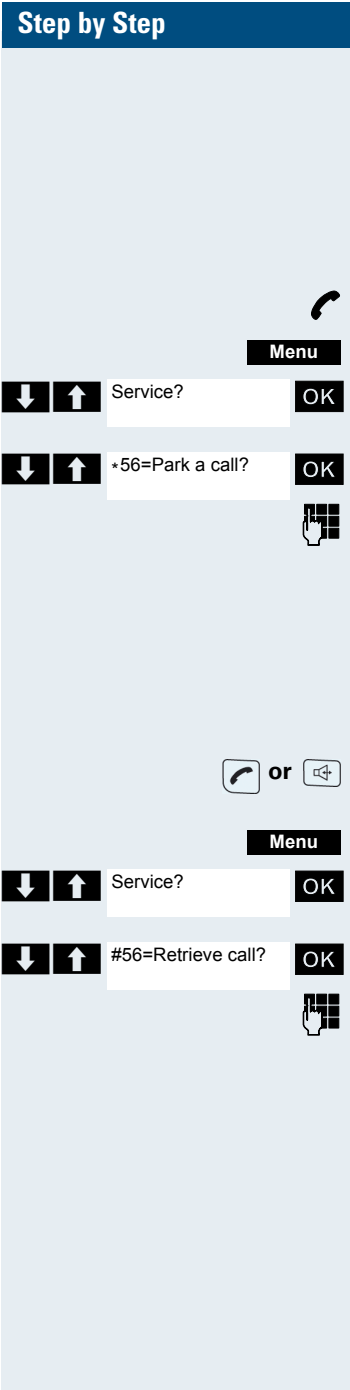 Step by Step
Menu
Service? OK
*56=Park a call? OK
or
Menu
Service? OK
#56=Retrieve call? OK